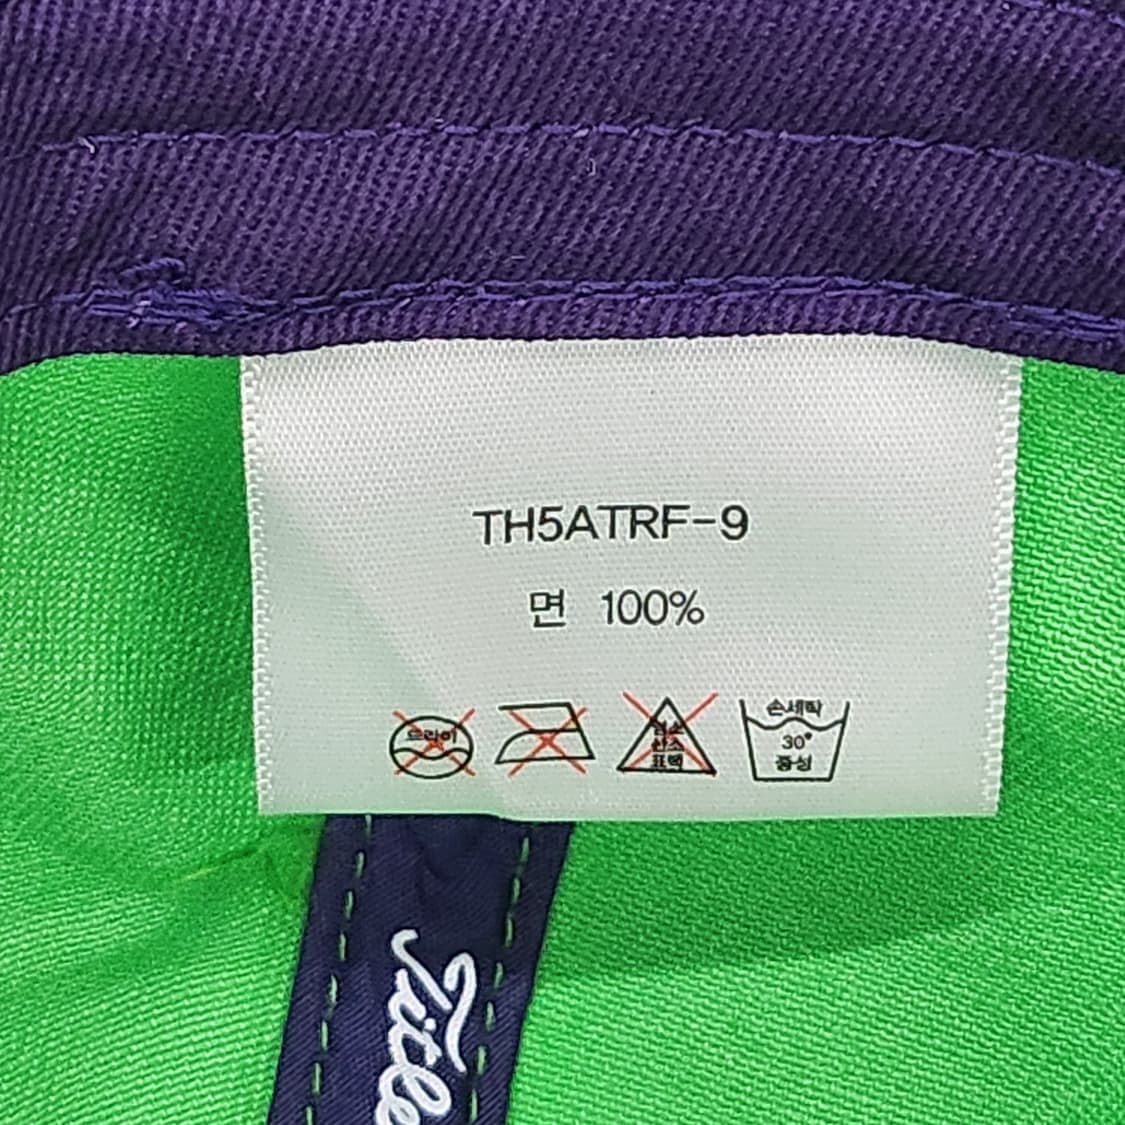 TH5ATRF-9
면 100%
드라이
염소
산소
표백
손세탁
30°
중성
Title